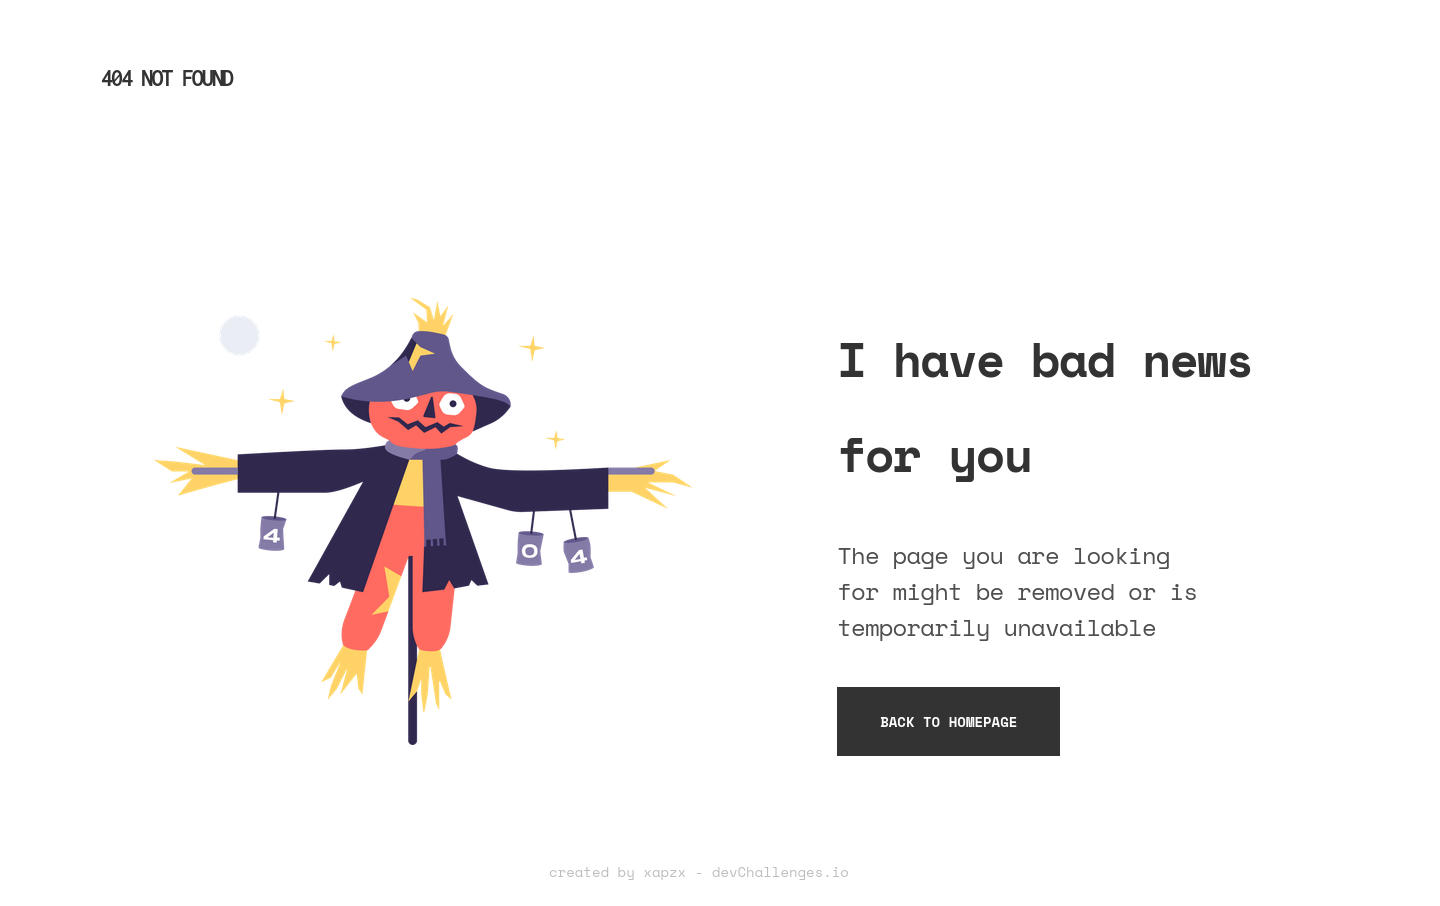 404 NOT FOUND
I have bad news
for you
4
0
4
The page you are looking
for might be removed or is
temporarily unavailable
BACK TO HOMEPAGE
created by xapzx - devChallenges.io